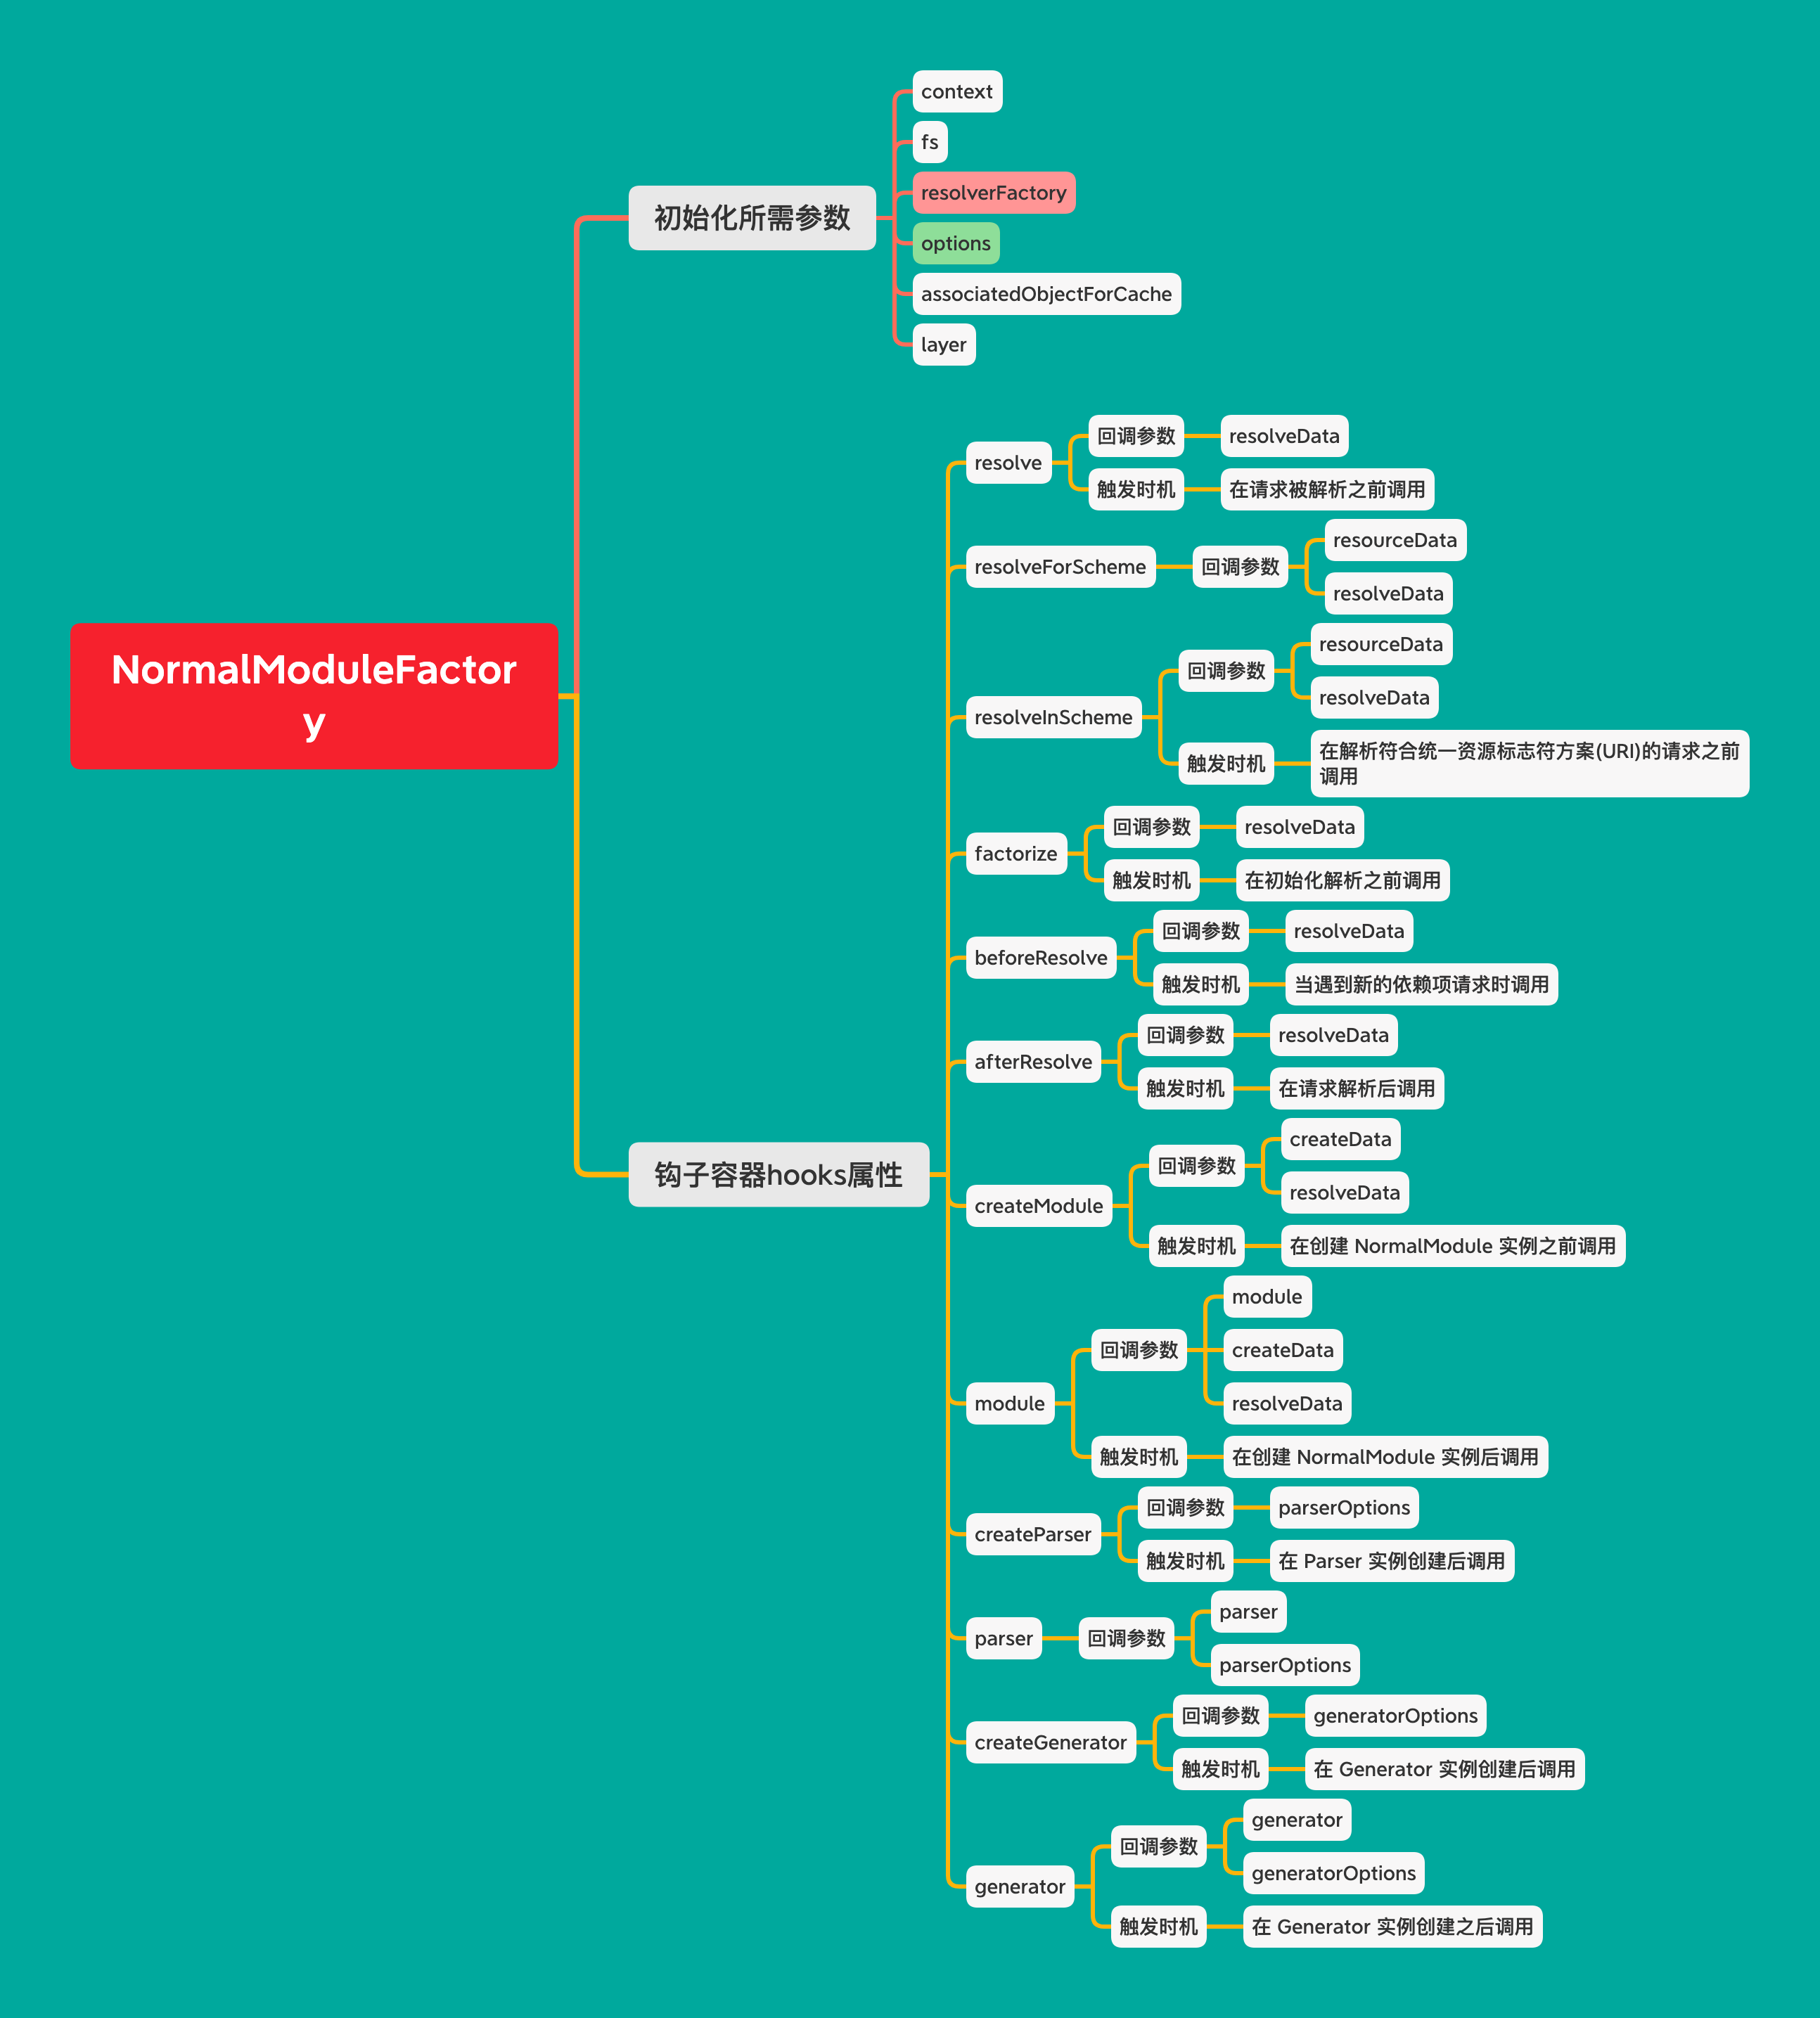 NormalModuleFactor
y
初始化所需参数
context
fs
resolverFactory
options
associatedObjectForCache
layer
钩子容器hooks属性
resolve
回调参数
resolveData
触发时机
在请求被解析之前调用
resolveForScheme
回调参数
resourceData
resolveData
resolveInScheme
回调参数
resourceData
resolveData
触发时机
在解析符合统一资源标志符方案(URI)的请求之前
调用
factorize
回调参数
resolveData
触发时机
在初始化解析之前调用
beforeResolve
回调参数
resolveData
触发时机
当遇到新的依赖项请求时调用
afterResolve
回调参数
resolveData
触发时机
在请求解析后调用
createModule
回调参数
createData
resolveData
触发时机
在创建 NormalModule 实例之前调用
module
回调参数
module
createData
resolveData
触发时机
在创建 NormalModule 实例后调用
createParser
回调参数
parserOptions
触发时机
在 Parser 实例创建后调用
parser
回调参数
parser
parserOptions
createGenerator
回调参数
generatorOptions
触发时机
在 Generator 实例创建后调用
generator
回调参数
generator
generatorOptions
触发时机
在 Generator 实例创建之后调用